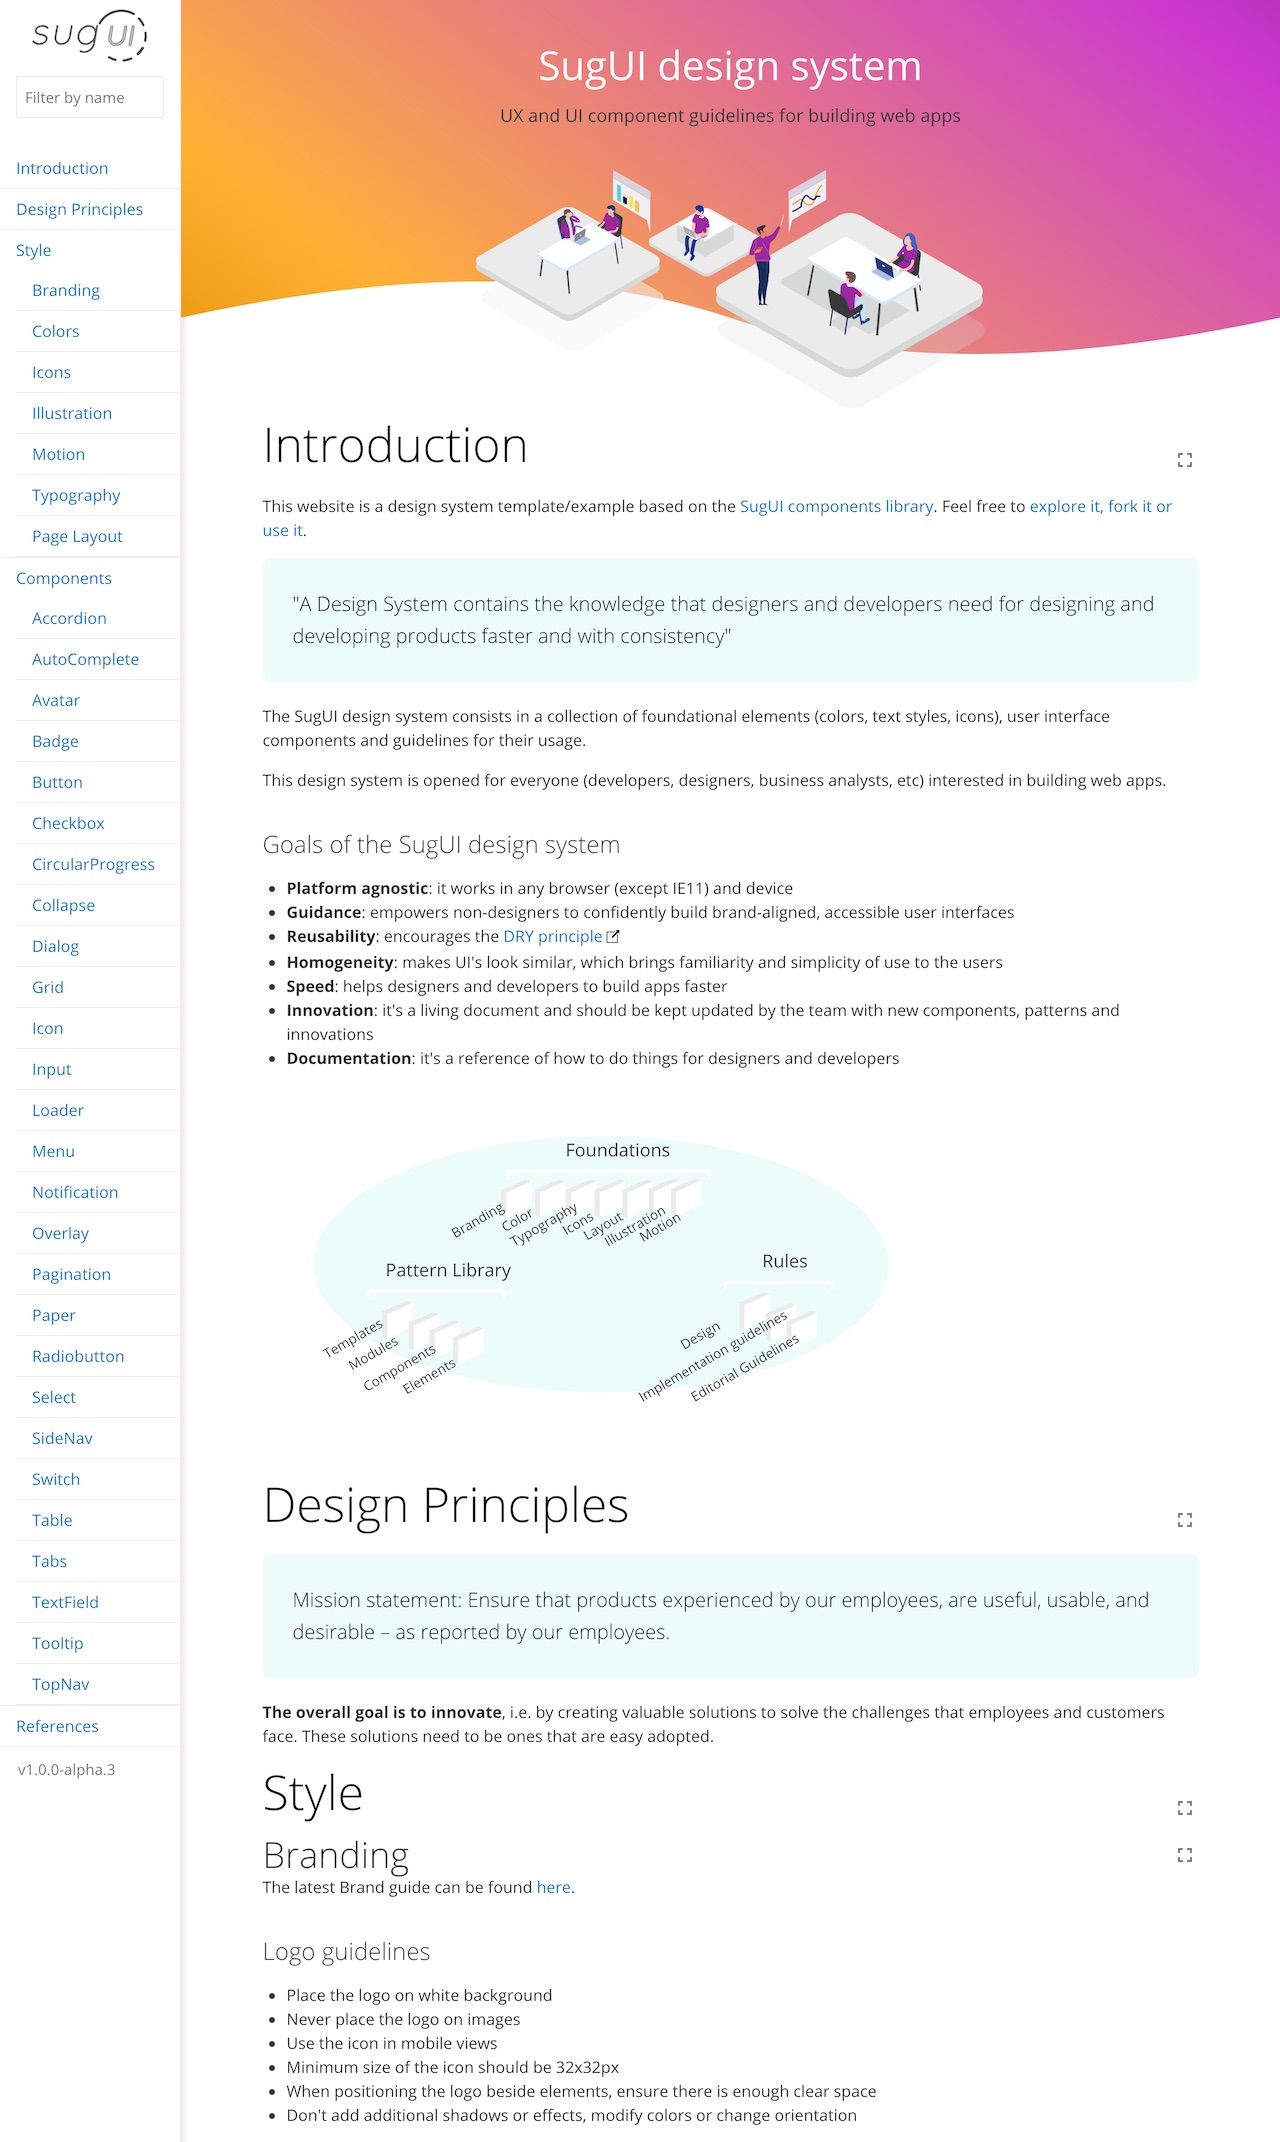 sugUI
Filter by name
Introduction
Design Principles
Style
Branding
Colors
Icons
Illustration
Motion
Typography
Page Layout
Components
Accordion
AutoComplete
Avatar
Badge
Button
Checkbox
CircularProgress
Collapse
Dialog
Grid
Icon
Input
Loader
Menu
Notification
Overlay
Pagination
Paper
Radiobutton
Select
SideNav
Switch
Table
Tabs
TextField
Tooltip
TopNav
References
v1.0.0-alpha.3
SugUI design system
UX and UI component guidelines for building web apps
Introduction
This website is a design system template/example based on the SugUI components library. Feel free to explore it, fork it or
use it.
"A Design System contains the knowledge that designers and developers need for designing and
developing products faster and with consistency"
The SugUI design system consists in a collection of foundational elements (colors, text styles, icons), user interface
components and guidelines for their usage.
This design system is opened for everyone (developers, designers, business analysts, etc) interested in building web apps.
Goals of the SugUI design system
• Platform agnostic: it works in any browser (except IE11) and device
• Guidance: empowers non-designers to confidently build brand-aligned, accessible user interfaces
• Reusability: encourages the DRY principle
• Homogeneity: makes UI's look similar, which brings familiarity and simplicity of use to the users
• Speed: helps designers and developers to build apps faster
• Innovation: it's a living document and should be kept updated by the team with new components, patterns and
innovations
• Documentation: it's a reference of how to do things for designers and developers
Foundations
Branding
Color
Typography
Icons
Layout
Illustration
Motion
Pattern Library
Templates
Modules
Components
Elements
Rules
Design
Implementation guidelines
Editorial Guidelines
Design Principles
Mission statement: Ensure that products experienced by our employees, are useful, usable, and
desirable – as reported by our employees.
The overall goal is to innovate, i.e. by creating valuable solutions to solve the challenges that employees and customers
face. These solutions need to be ones that are easy adopted.
Style
Branding
The latest Brand guide can be found here.
Logo guidelines
• Place the logo on white background
• Never place the logo on images
• Use the icon in mobile views
• Minimum size of the icon should be 32x32px
• When positioning the logo beside elements, ensure there is enough clear space
• Don't add additional shadows or effects, modify colors or change orientation